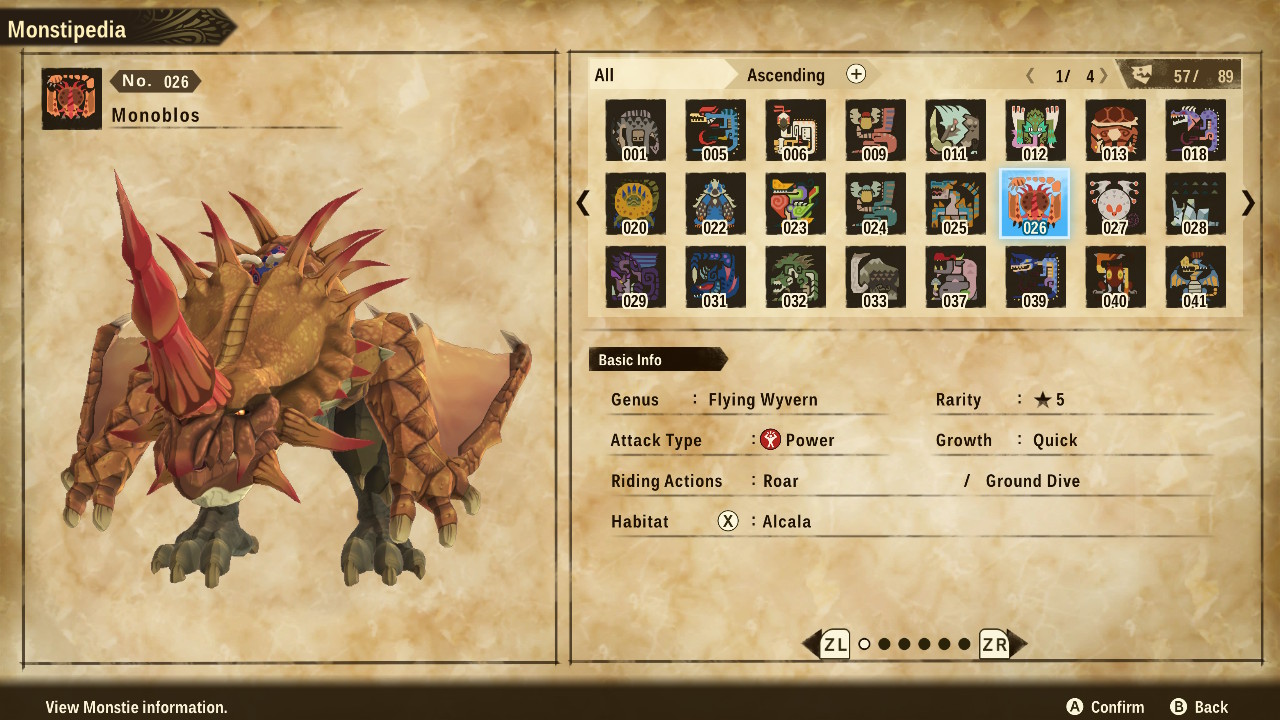 Monstipedia
No. 026
Monoblos
All
Ascending
1/ 4
57/ 89
001 005 006 009 011 012 013 018
020 022 023 024 025 026 027 028
029 031 032 033 037 039 040 041
Basic Info
Genus : Flying Wyvern
Rarity : ★ 5
Attack Type : Power
Growth : Quick
Riding Actions : Roar / Ground Dive
Habitat X : Alcala
ZL ZR
View Monstie information.
A Confirm B Back